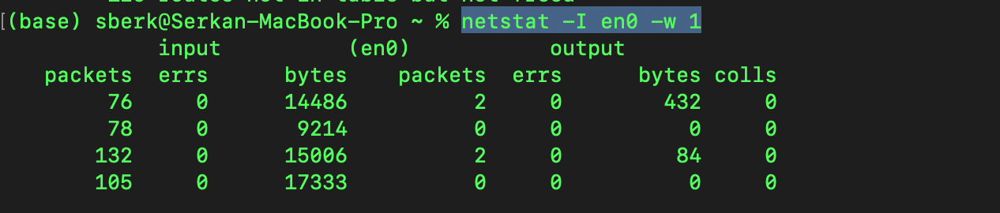 [(base) sberk@Serkan-MacBook-Pro ~ % netstat -I en0 -w 1
input (en0) output
packets errs bytes packets errs bytes colls
76 0 14486 2 0 432 0
78 0 9214 0 0 0 0
132 0 15006 2 0 84 0
105 0 17333 0 0 0 0